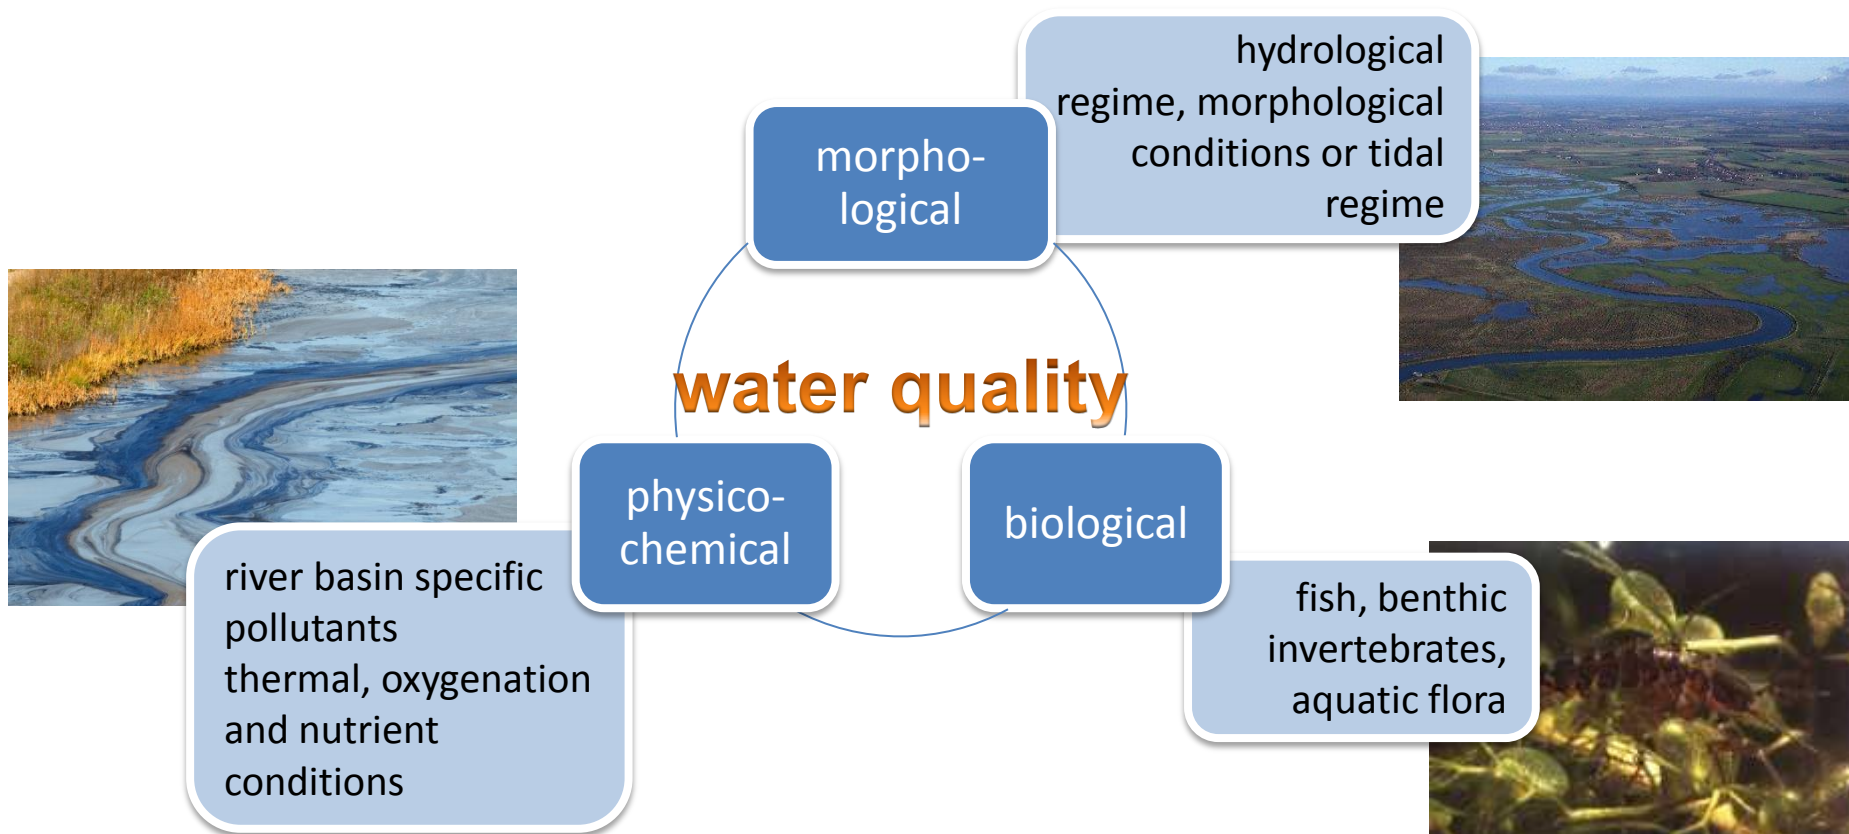 hydrological
regime, morphological
conditions or tidal
regime
morpho-
logical
water quality
physico-
chemical
biological
river basin specific
pollutants
thermal, oxygenation
and nutrient
conditions
fish, benthic
invertebrates,
aquatic flora